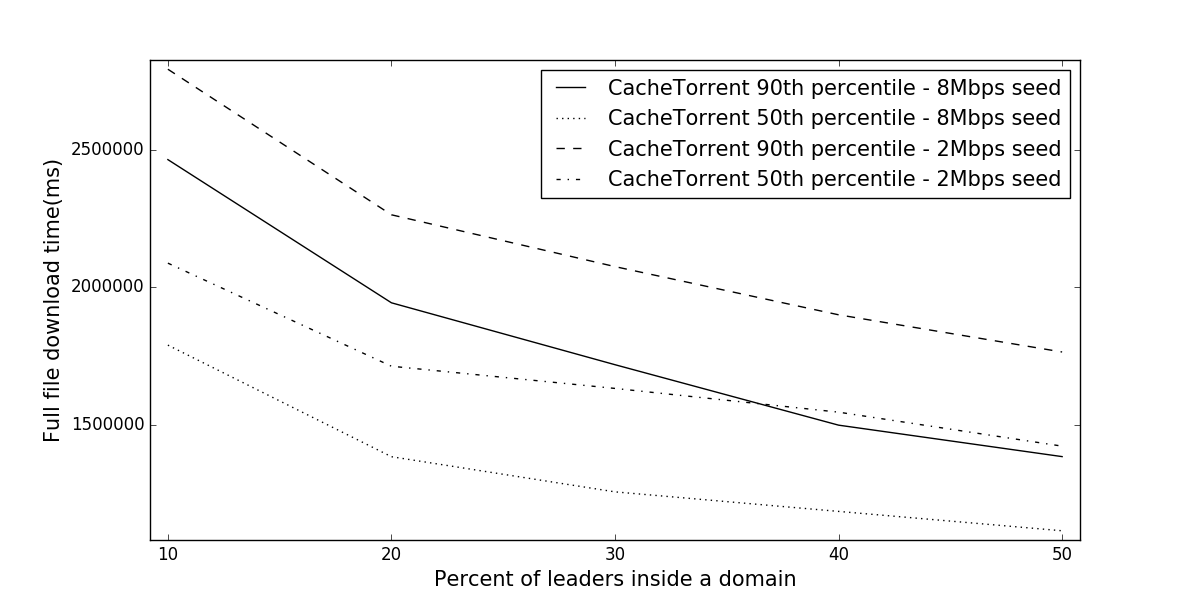 CacheTorrent 90th percentile - 8Mbps seed
CacheTorrent 50th percentile - 8Mbps seed
CacheTorrent 90th percentile - 2Mbps seed
CacheTorrent 50th percentile - 2Mbps seed
Full file download time(ms)
2500000
2000000
1500000
10 20 30 40 50
Percent of leaders inside a domain